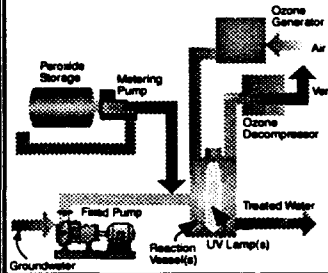 Ozone
Generator
Air
Peroxide
Storage
Metering
Pump
Ozone
Decompressor
Feed Pump
Treated Water
Reaction
Vessel(s)
UV Lamp(s)
Groundwater